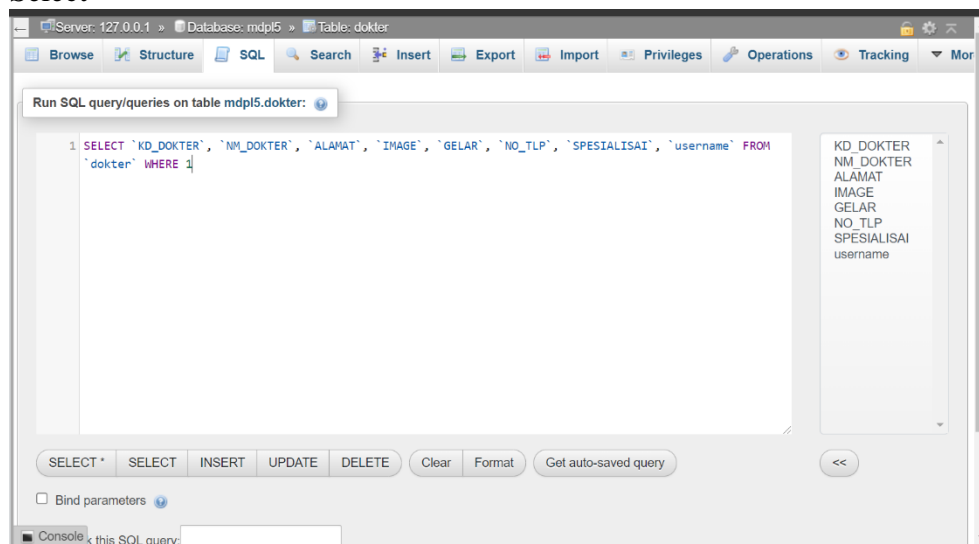 Server: 127.0.0.1 » Database: mdpl5 » Table: dokter
Browse Structure SQL Search Insert Export Import Privileges Operations Tracking Mor
Run SQL query/queries on table mdpl5.dokter:
1 SELECT `KD_DOKTER`, `NM_DOKTER`, `ALAMAT`, `IMAGE`, `GELAR`, `NO_TLP`, `SPESIALISAI`, `username` FROM
`dokter` WHERE 1
KD_DOKTER
NM_DOKTER
ALAMAT
IMAGE
GELAR
NO_TLP
SPESIALISAI
username
SELECT * SELECT INSERT UPDATE DELETE Clear Format Get auto-saved query <<
Bind parameters
Console this SQL query: